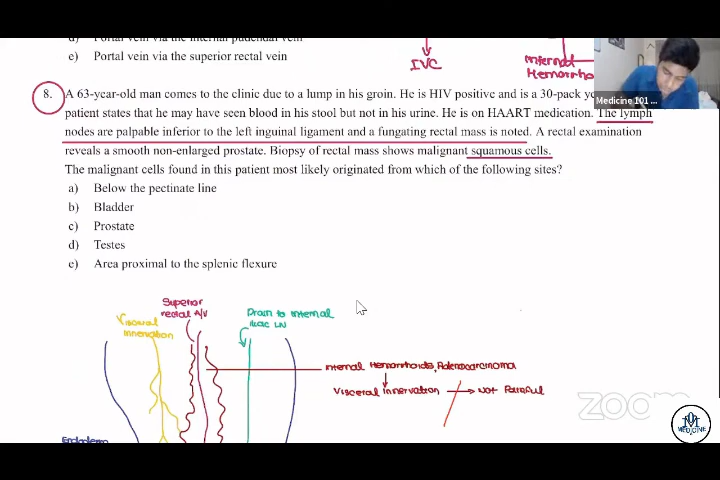 d) Portal vein via the internal pudendal vein
e) Portal vein via the superior rectal vein
IVC
Internal
Hemorrho
8. A 63-year-old man comes to the clinic due to a lump in his groin. He is HIV positive and is a 30-pack
patient states that he may have seen blood in his stool but not in his urine. He is on HAART medication. The lymph
nodes are palpable inferior to the left inguinal ligament and a fungating rectal mass is noted. A rectal examination
reveals a smooth non-enlarged prostate. Biopsy of rectal mass shows malignant squamous cells.
The malignant cells found in this patient most likely originated from which of the following sites?
a) Below the pectinate line
b) Bladder
c) Prostate
d) Testes
e) Area proximal to the splenic flexure
Medicine 101 ...
Superior
rectal A/V
Visceral
innervation
Drain to Internal
iliac LN
Internal Hemorrhoids, Adenocarcinoma
Visceral Innervation → Not Painful
Endoderm
zoom
M
MEDICINE